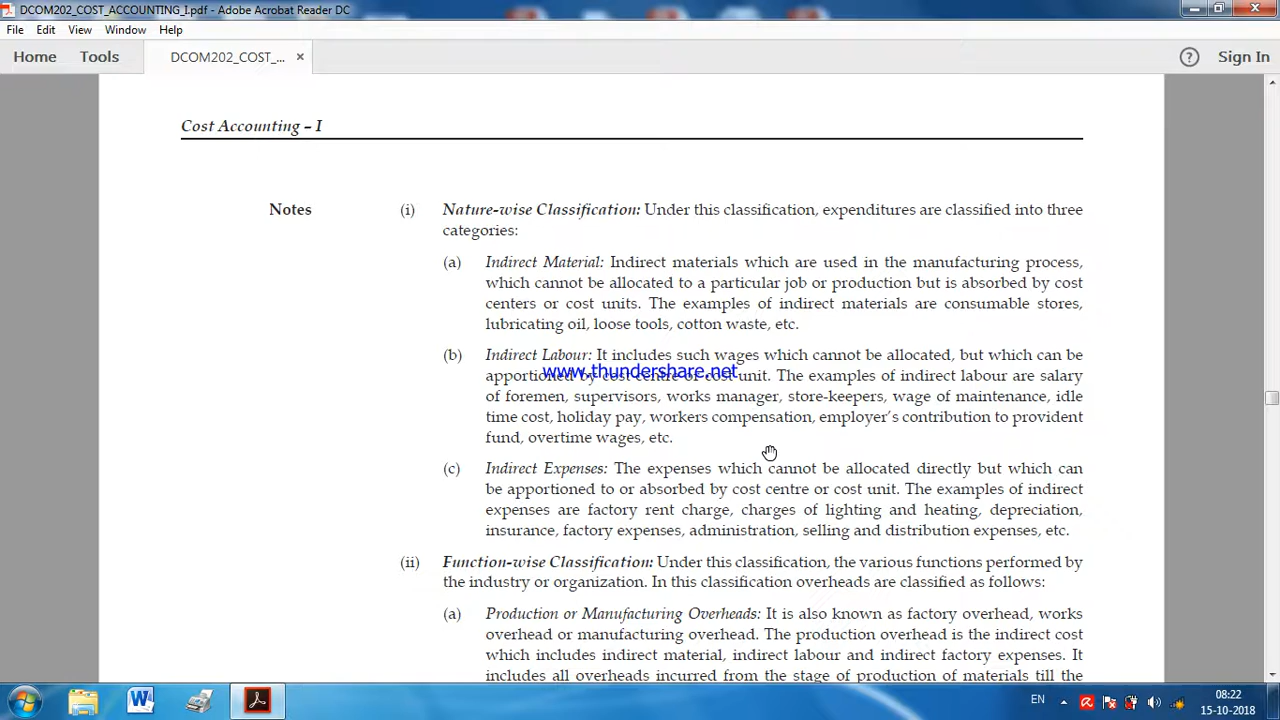 DCOM202_COST_ACCOUNTING_I.pdf - Adobe Acrobat Reader DC
File Edit View Window Help
Home Tools DCOM202_COST_... × ? Sign In
Cost Accounting – I
Notes (i) Nature-wise Classification: Under this classification, expenditures are classified into three
categories:
(a) Indirect Material: Indirect materials which are used in the manufacturing process,
which cannot be allocated to a particular job or production but is absorbed by cost
centers or cost units. The examples of indirect materials are consumable stores,
lubricating oil, loose tools, cotton waste, etc.
(b) Indirect Labour: It includes such wages which cannot be allocated, but which can be
www.thundershare.net
apportioned by cost centre or cost unit. The examples of indirect labour are salary
of foremen, supervisors, works manager, store-keepers, wage of maintenance, idle
time cost, holiday pay, workers compensation, employer's contribution to provident
fund, overtime wages, etc.
(c) Indirect Expenses: The expenses which cannot be allocated directly but which can
be apportioned to or absorbed by cost centre or cost unit. The examples of indirect
expenses are factory rent charge, charges of lighting and heating, depreciation,
insurance, factory expenses, administration, selling and distribution expenses, etc.
(ii) Function-wise Classification: Under this classification, the various functions performed by
the industry or organization. In this classification overheads are classified as follows:
(a) Production or Manufacturing Overheads: It is also known as factory overhead, works
overhead or manufacturing overhead. The production overhead is the indirect cost
which includes indirect material, indirect labour and indirect factory expenses. It
includes all overheads incurred from the stage of production of materials till the
EN 08:22
15-10-2018